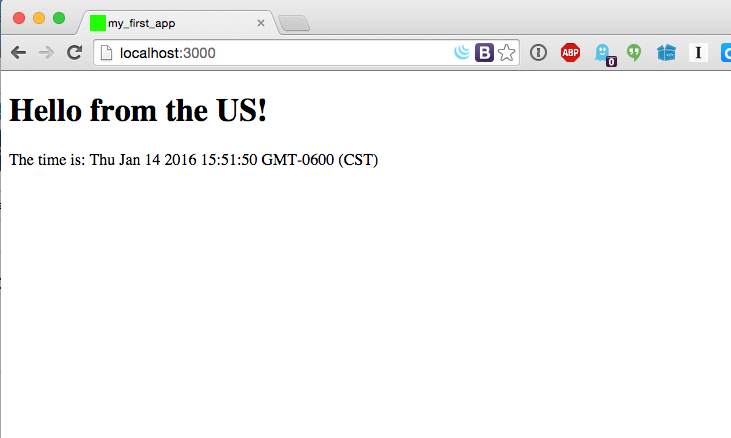 my_first_app
localhost:3000
B
ABP
0
I
Hello from the US!
The time is: Thu Jan 14 2016 15:51:50 GMT-0600 (CST)